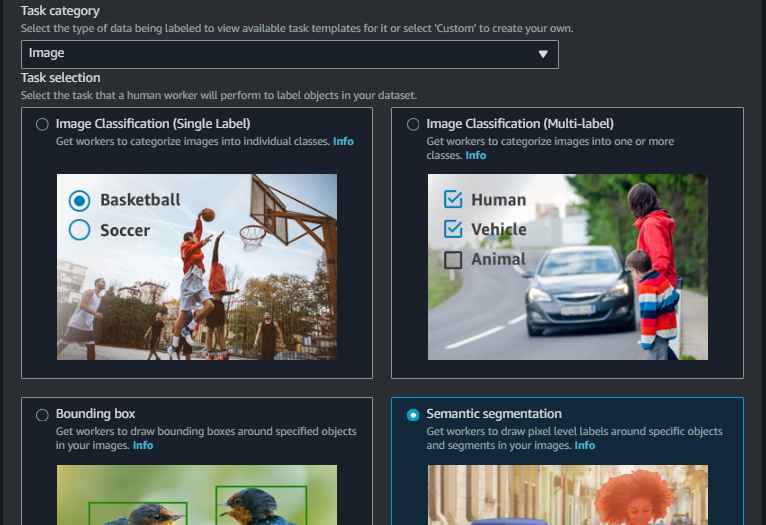 Task category
Select the type of data being labeled to view available task templates for it or select 'Custom' to create your own.
Image
Task selection
Select the task that a human worker will perform to label objects in your dataset.
Image Classification (Single Label)
Get workers to categorize images into individual classes. Info
Basketball
Soccer
Image Classification (Multi-label)
Get workers to categorize images into one or more
classes. Info
Human
Vehicle
Animal
Bounding box
Get workers to draw bounding boxes around specified objects
in your images. Info
Semantic segmentation
Get workers to draw pixel level labels around specific objects
and segments in your images. Info